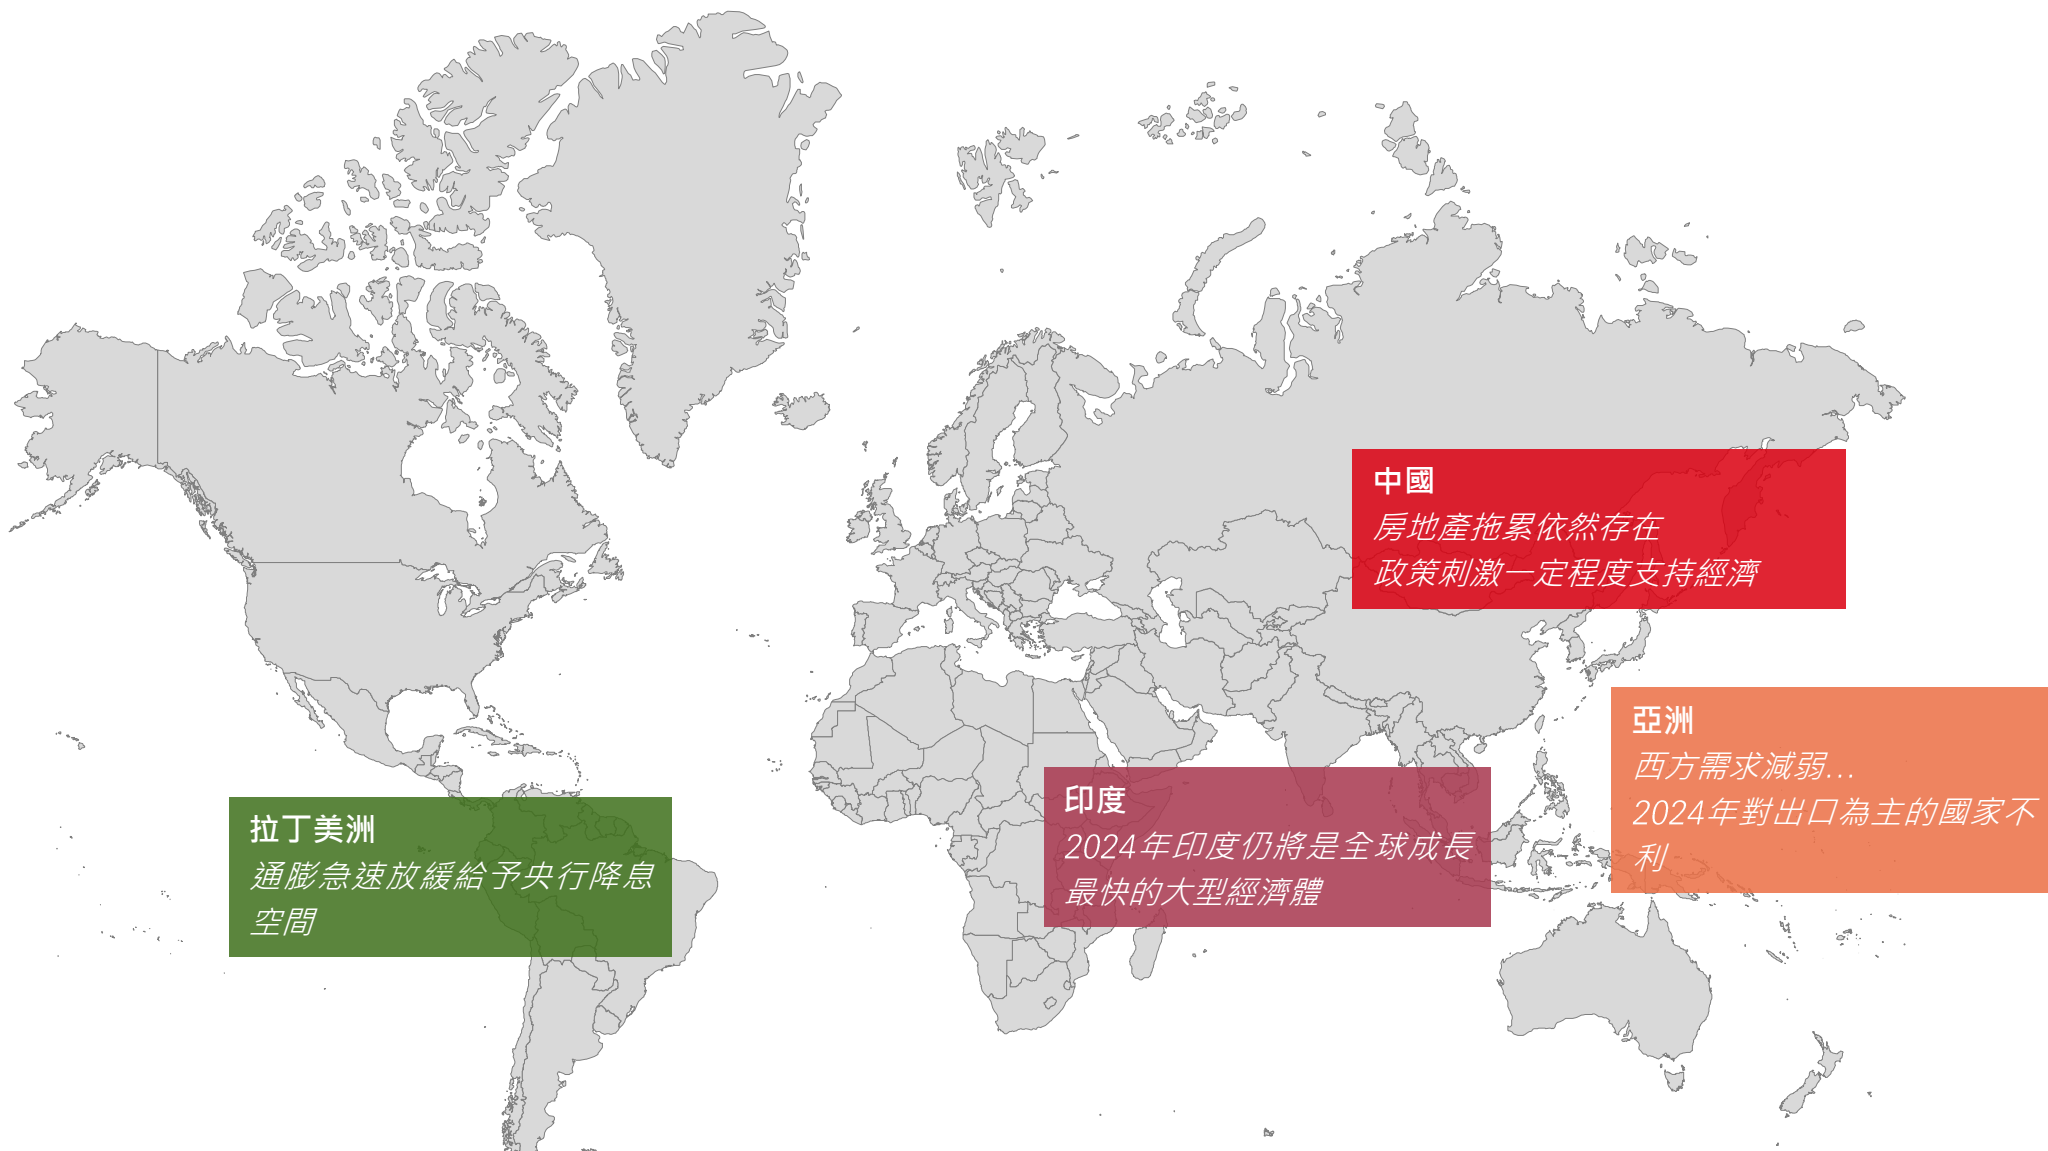 中國
房地產拖累依然存在
政策刺激一定程度支持經濟
亞洲
西方需求減弱…
2024年對出口為主的國家不
利
印度
2024年印度仍將是全球成長
最快的大型經濟體
拉丁美洲
通膨急速放緩給予央行降息
空間